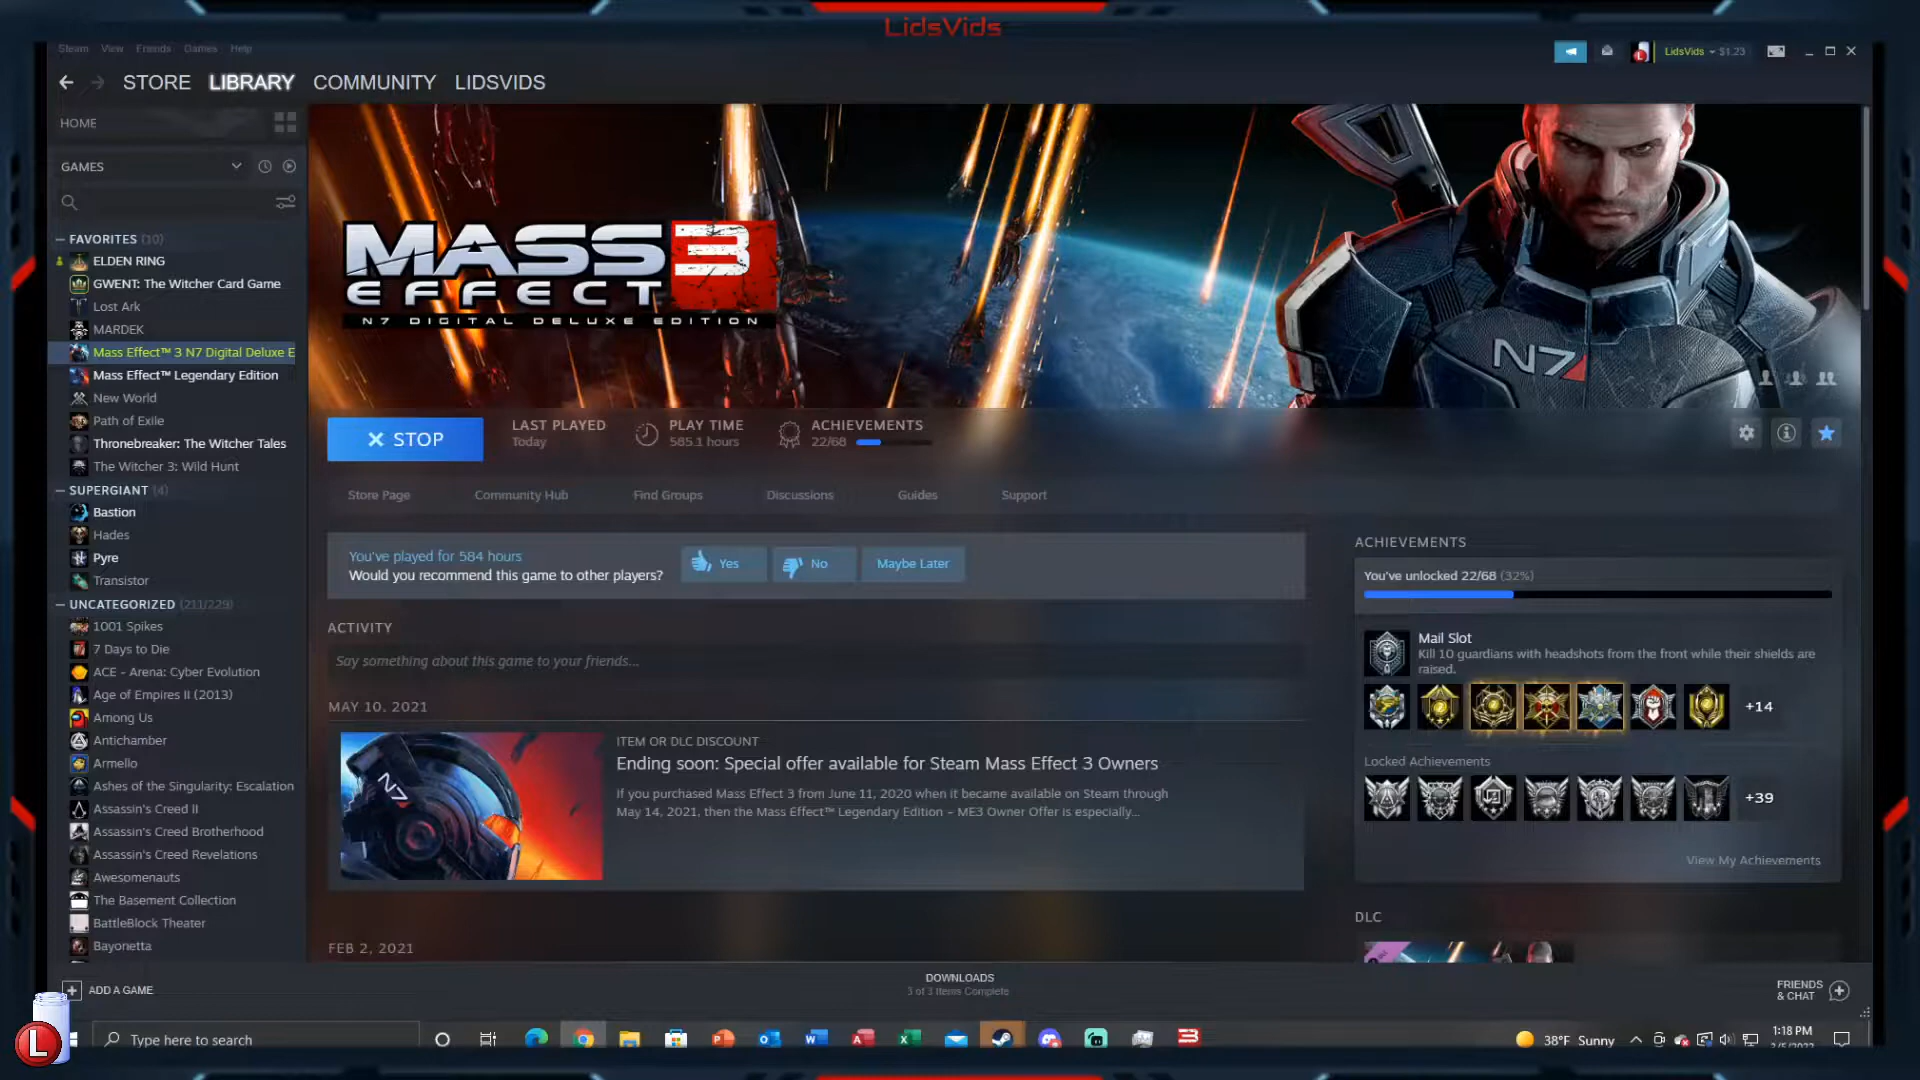 LidsVids
Steam View Friends Games Help
LidsVids $1.23
STORE LIBRARY COMMUNITY LIDSVIDS
HOME
GAMES
FAVORITES (10)
ELDEN RING
GWENT: The Witcher Card Game
Lost Ark
MARDEK
Mass Effect™ 3 N7 Digital Deluxe E
Mass Effect™ Legendary Edition
New World
Path of Exile
Thronebreaker: The Witcher Tales
The Witcher 3: Wild Hunt
SUPERGIANT (4)
Bastion
Hades
Pyre
Transistor
UNCATEGORIZED (211/229)
1001 Spikes
7 Days to Die
ACE - Arena: Cyber Evolution
Age of Empires II (2013)
Among Us
Antichamber
Armello
Ashes of the Singularity: Escalation
Assassin's Creed II
Assassin's Creed Brotherhood
Assassin's Creed Revelations
Awesomenauts
The Basement Collection
BattleBlock Theater
Bayonetta
ADD A GAME
MASS 3
EFFECT
N7 DIGITAL DELUXE EDITION
N7
STOP
LAST PLAYED
Today
PLAY TIME
585.1 hours
ACHIEVEMENTS
22/68
Store Page Community Hub Find Groups Discussions Guides Support
You've played for 584 hours
Would you recommend this game to other players?
Yes No Maybe Later
ACTIVITY
Say something about this game to your friends...
MAY 10, 2021
N7
ITEM OR DLC DISCOUNT
Ending soon: Special offer available for Steam Mass Effect 3 Owners
If you purchased Mass Effect 3 from June 11, 2020 when it became available on Steam through
May 14, 2021, then the Mass Effect™ Legendary Edition – ME3 Owner Offer is especially...
FEB 2, 2021
ACHIEVEMENTS
You've unlocked 22/68 (32%)
Mail Slot
Kill 10 guardians with headshots from the front while their shields are
raised.
+14
Locked Achievements
+39
View My Achievements
DLC
DOWNLOADS
3 of 3 Items Complete
FRIENDS
& CHAT
L
Type here to search
38°F Sunny
1:18 PM